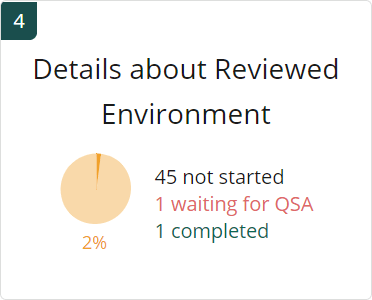 4
Details about Reviewed
Environment
45 not started
1 waiting for QSA
1 completed
2%